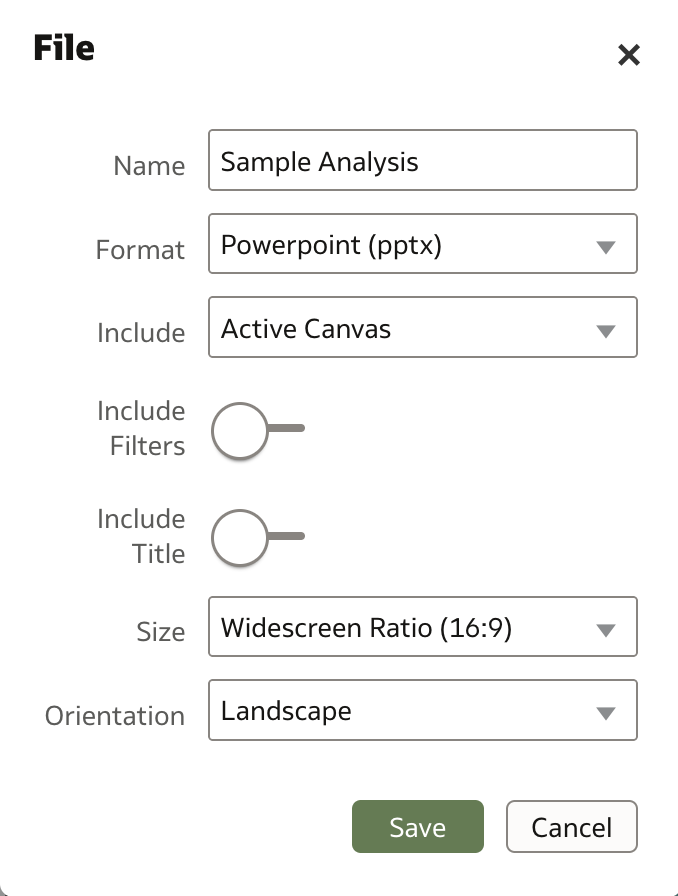 File
Name
Sample Analysis
Format
Powerpoint (pptx)
Include
Active Canvas
Include
Filters
Include
Title
Size
Widescreen Ratio (16:9)
Orientation
Landscape
Save
Cancel